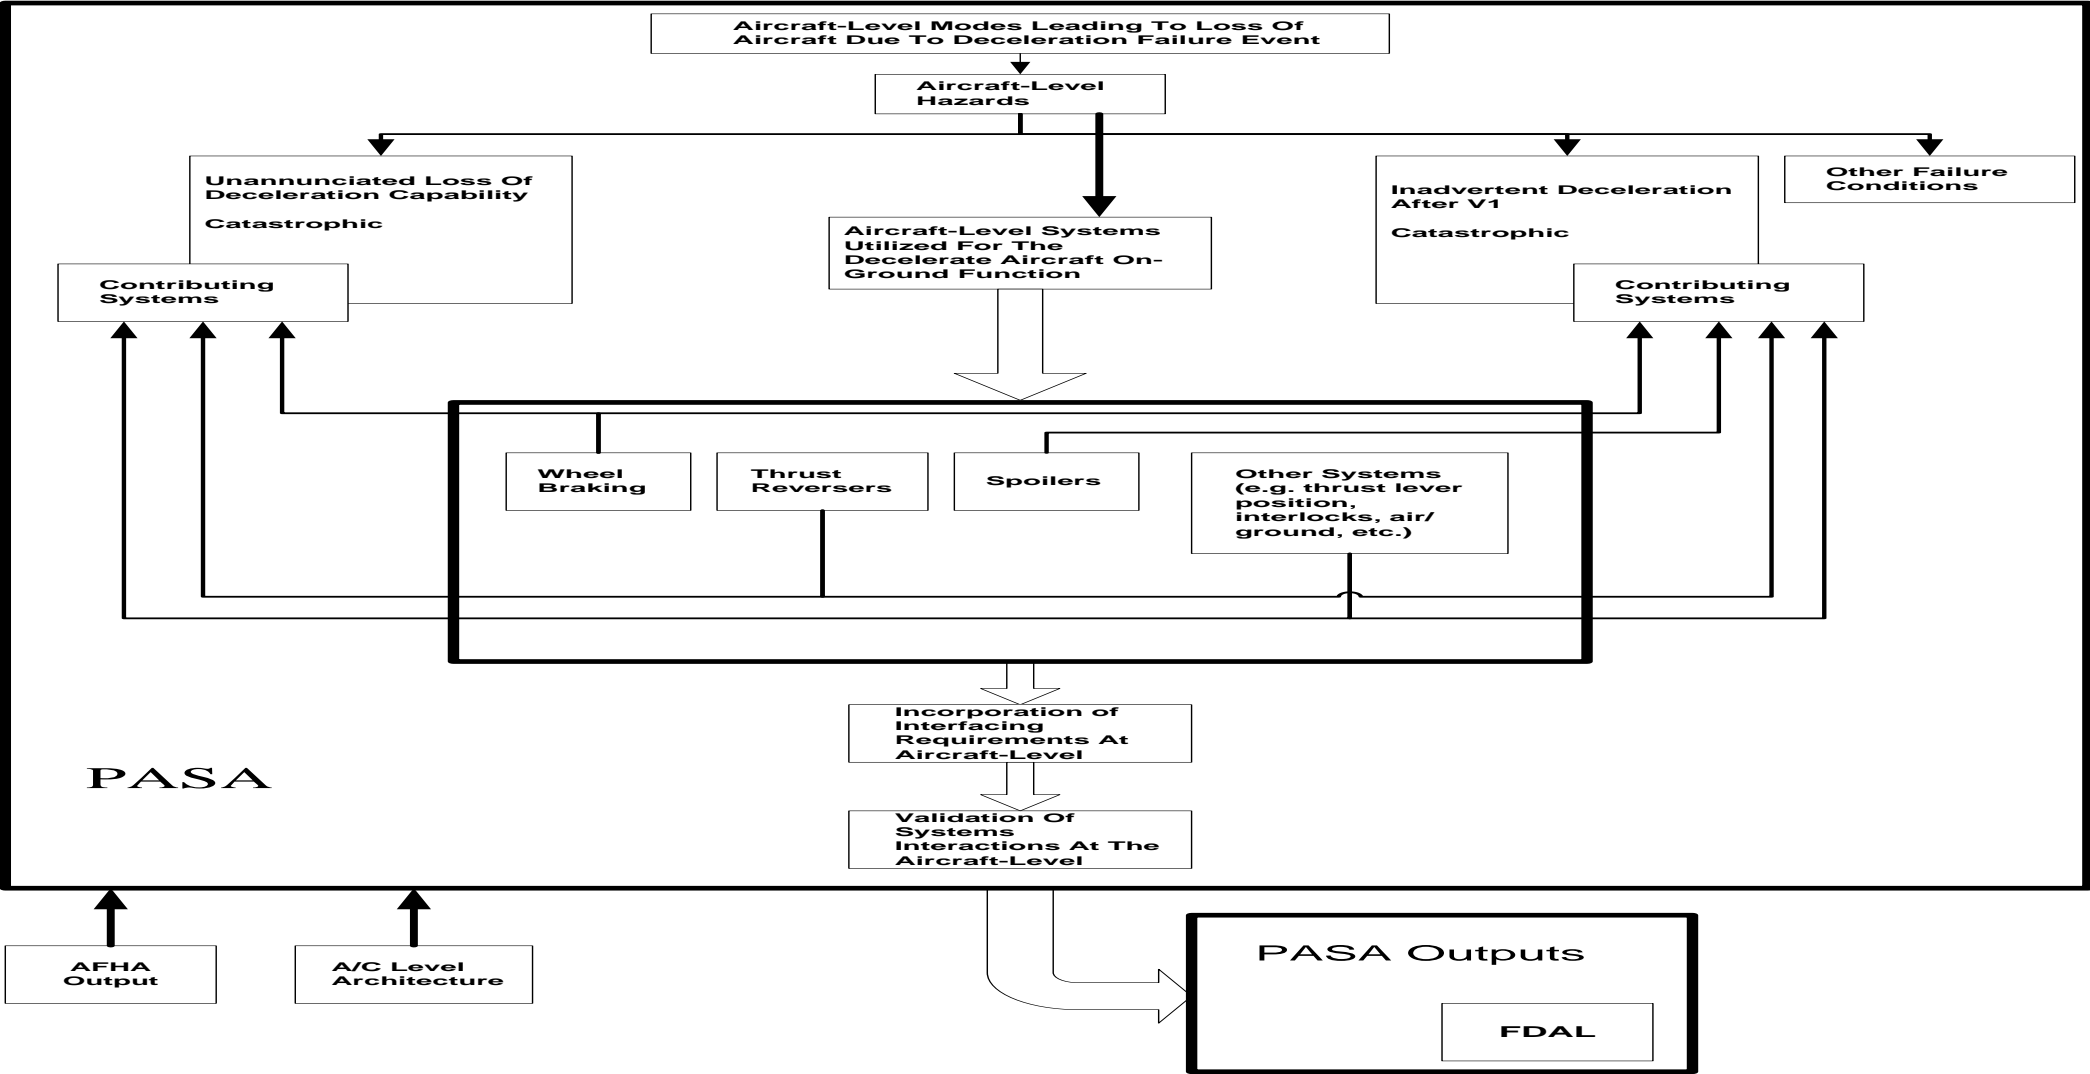 Aircraft-Level Modes Leading To Loss Of
Aircraft Due To Deceleration Failure Event
Aircraft-Level
Hazards
Unannunciated Loss Of
Deceleration Capability
Catastrophic
Contributing
Systems
Aircraft-Level Systems
Utilized For The
Decelerate Aircraft On-
Ground Function
Inadvertent Deceleration
After V1
Catastrophic
Contributing
Systems
Other Failure
Conditions
Wheel
Braking
Thrust
Reversers
Spoilers
Other Systems
(e.g. thrust lever
position,
interlocks, air/
ground, etc.)
Incorporation of
Interfacing
Requirements At
Aircraft-Level
PASA
Validation Of
Systems
Interactions At The
Aircraft-Level
AFHA
Output
A/C Level
Architecture
PASA Outputs
FDAL